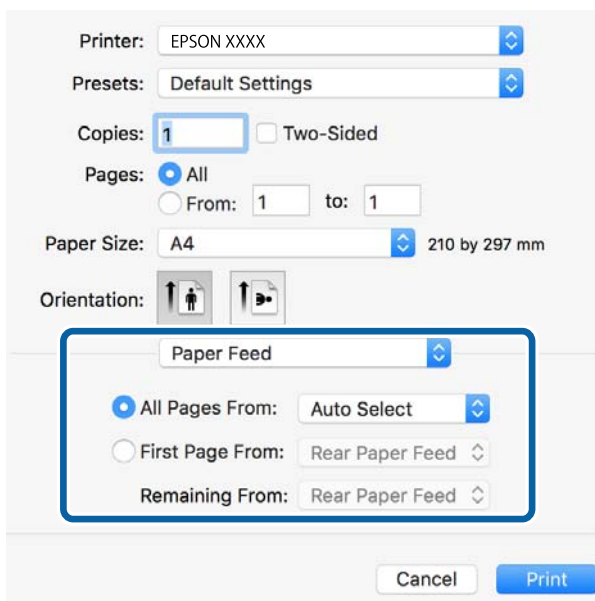 Printer: EPSON XXXX
Presets: Default Settings
Copies: 1 Two-Sided
Pages: All
From: 1 to: 1
Paper Size: A4 210 by 297 mm
Orientation:
Paper Feed
All Pages From: Auto Select
First Page From: Rear Paper Feed
Remaining From: Rear Paper Feed
Cancel Print